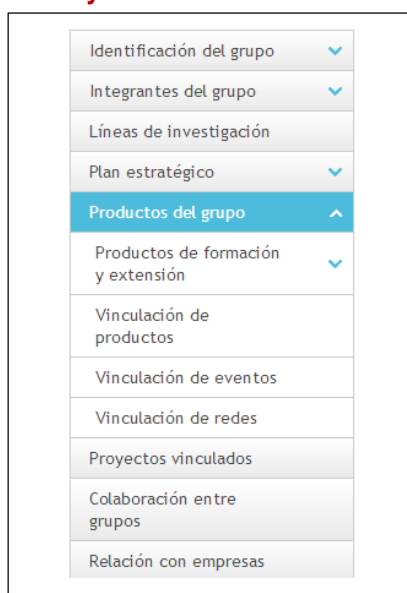 Identificación del grupo
Integrantes del grupo
Líneas de investigación
Plan estratégico
Productos del grupo
Productos de formación
y extensión
Vinculación de
productos
Vinculación de eventos
Vinculación de redes
Proyectos vinculados
Colaboración entre
grupos
Relación con empresas